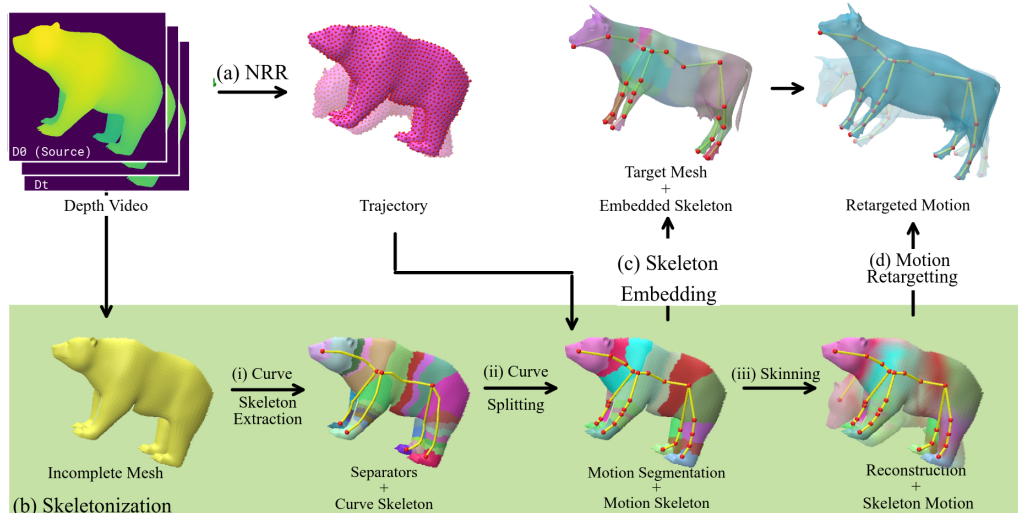 (a) NRR
D0 (Source)
Dt
Depth Video
Trajectory
Target Mesh
+
Embedded Skeleton
Retargeted Motion
(c) Skeleton
Embedding
(d) Motion
Retargetting
(i) Curve
Skeleton
Extraction
(ii) Curve
Splitting
(iii) Skinning
Incomplete Mesh
Separators
+
Curve Skeleton
Motion Segmentation
+
Motion Skeleton
Reconstruction
+
Skeleton Motion
(b) Skeletonization